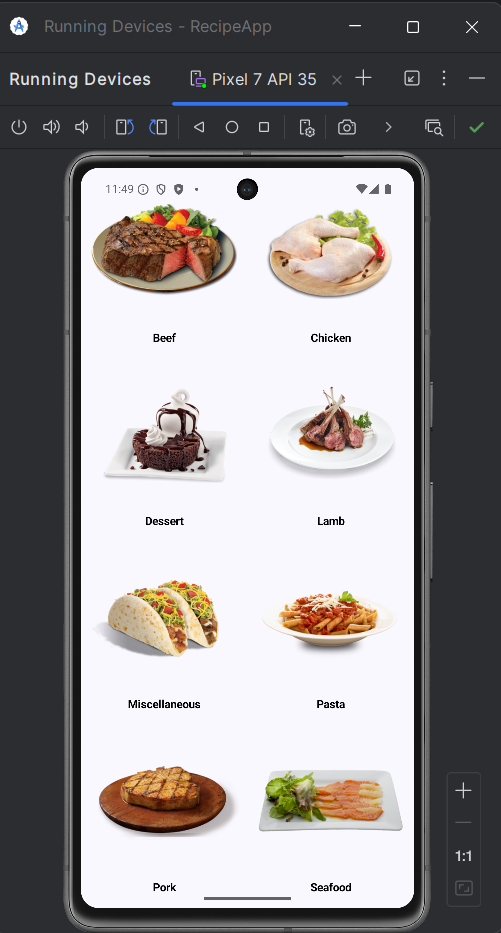 Running Devices - RecipeApp
Running Devices
Pixel 7 API 35
11:49
Beef
Chicken
Dessert
Lamb
Miscellaneous
Pasta
Pork
Seafood
1:1